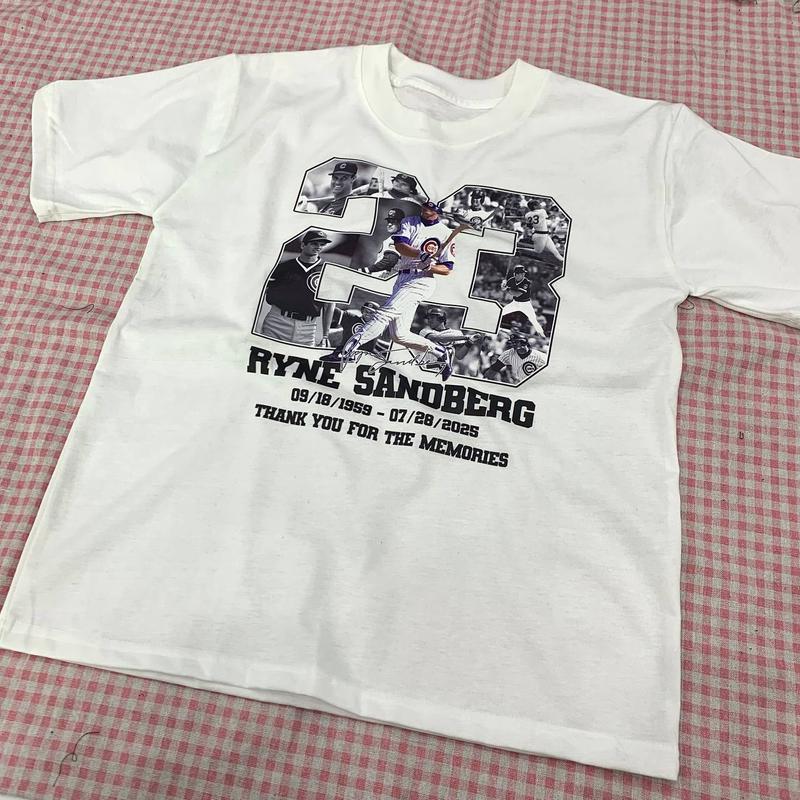 23
RYNE SANDBERG
09/18/1959 - 07/28/2025
THANK YOU FOR THE MEMORIES